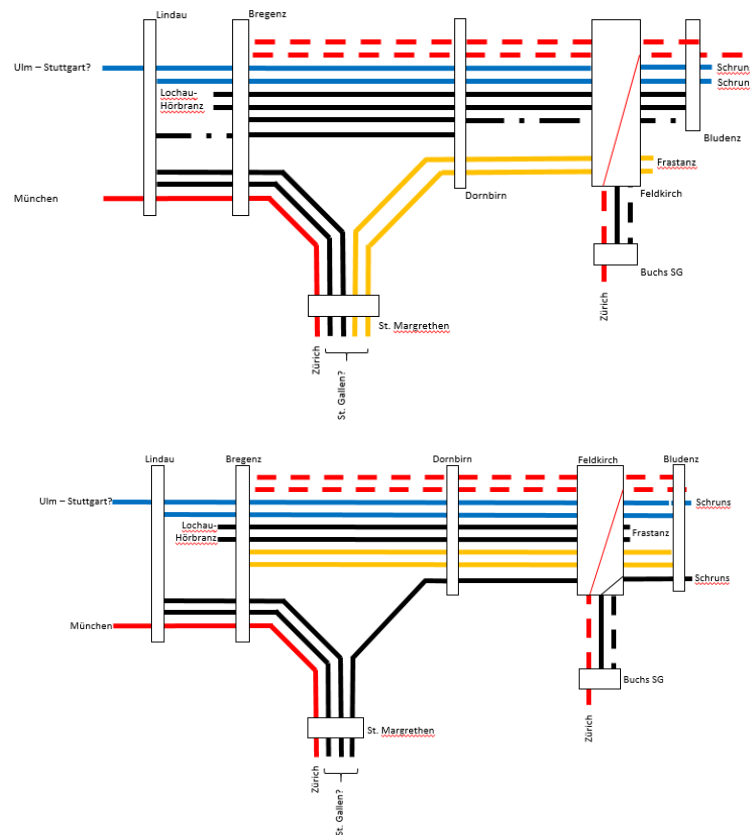 Lindau
Bregenz
Ulm – Stuttgart?
Schrun
Schrun
Lochau-
Hörbranz
Bludenz
Frastanz
München
Dornbirn
Feldkirch
Buchs SG
Zürich
St. Margrethen
Zürich
St. Gallen?
Lindau
Bregenz
Dornbirn
Feldkirch
Bludenz
Ulm – Stuttgart?
Schruns
Lochau-
Hörbranz
Frastanz
Schruns
München
Buchs SG
Zürich
St. Margrethen
Zürich
St. Gallen?